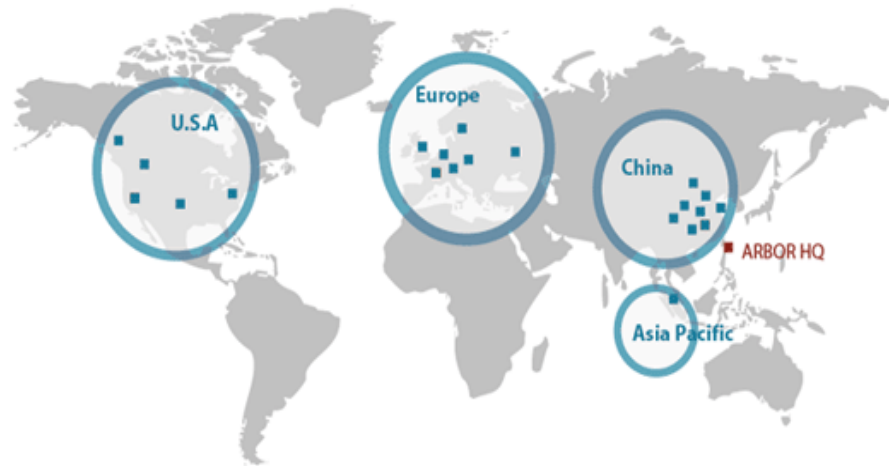 Europe
U.S.A
China
ARBOR HQ
Asia Pacific